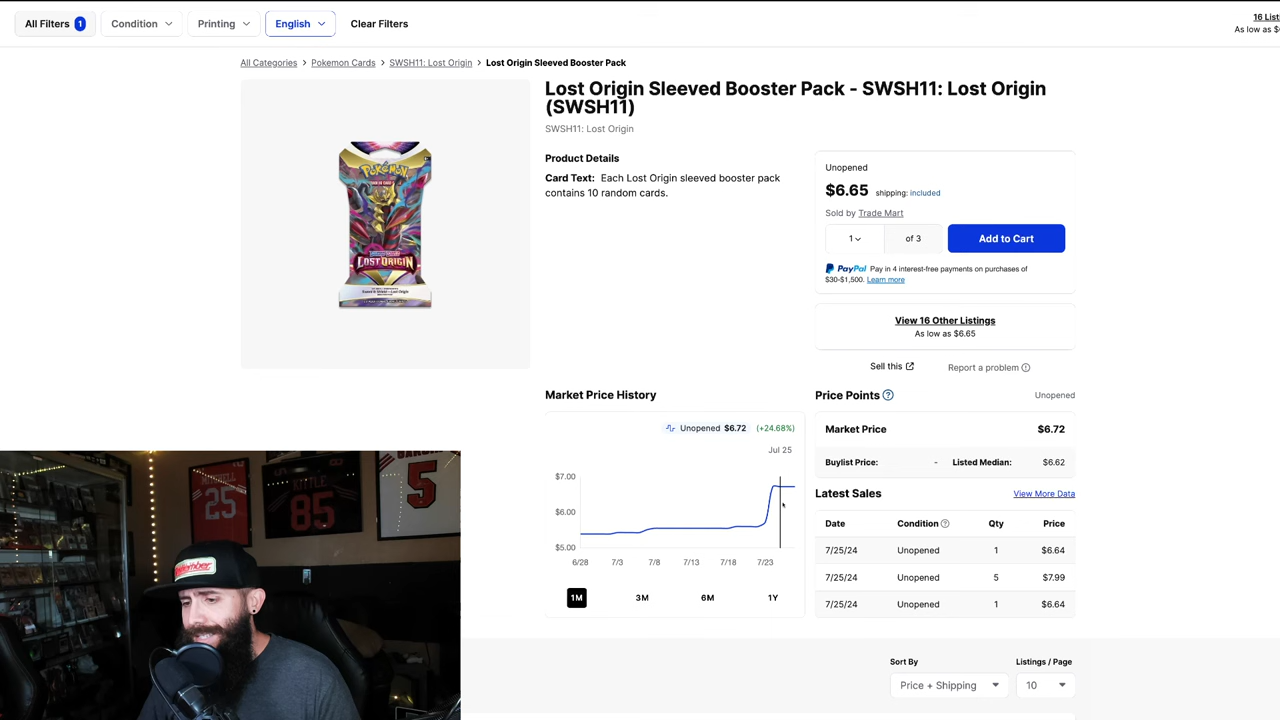 All Filters 1
Condition
Printing
English
Clear Filters
16 List
As low as $
All Categories > Pokemon Cards > SWSH11: Lost Origin > Lost Origin Sleeved Booster Pack
Lost Origin Sleeved Booster Pack - SWSH11: Lost Origin
(SWSH11)
SWSH11: Lost Origin
Product Details
Card Text: Each Lost Origin sleeved booster pack
contains 10 random cards.
POKéMON
LOST ORIGIN
Unopened
$6.65 shipping: included
Sold by Trade Mart
1 of 3
Add to Cart
PayPal Pay in 4 interest-free payments on purchases of
$30-$1,500. Learn more
View 16 Other Listings
As low as $6.65
Sell this
Report a problem
Market Price History
Unopened $6.72 (+24.68%)
Jul 25
$7.00
$6.00
$5.00
6/28 7/3 7/8 7/13 7/18 7/23
1M 3M 6M 1Y
Price Points ?
Unopened
Market Price $6.72
Buylist Price: - Listed Median: $6.62
Latest Sales
View More Data
Date Condition ? Qty Price
7/25/24 Unopened 1 $6.64
7/25/24 Unopened 5 $7.99
7/25/24 Unopened 1 $6.64
Sort By
Price + Shipping
Listings / Page
10
25
KITTLE
85
5